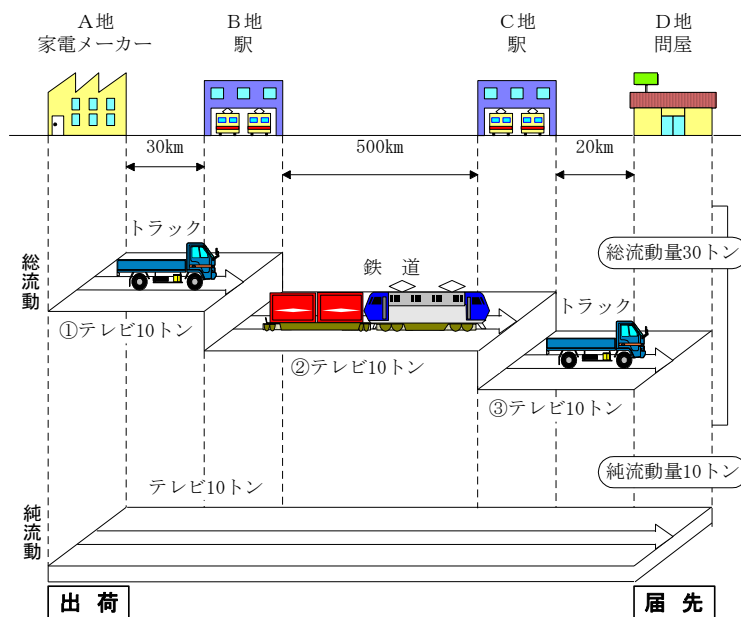 A地
家電メーカー
B地
駅
C地
駅
D地
問屋
30km
500km
20km
総流動
トラック
①テレビ10トン
鉄 道
②テレビ10トン
トラック
③テレビ10トン
総流動量30トン
純流動量10トン
テレビ10トン
純流動
出 荷
届 先